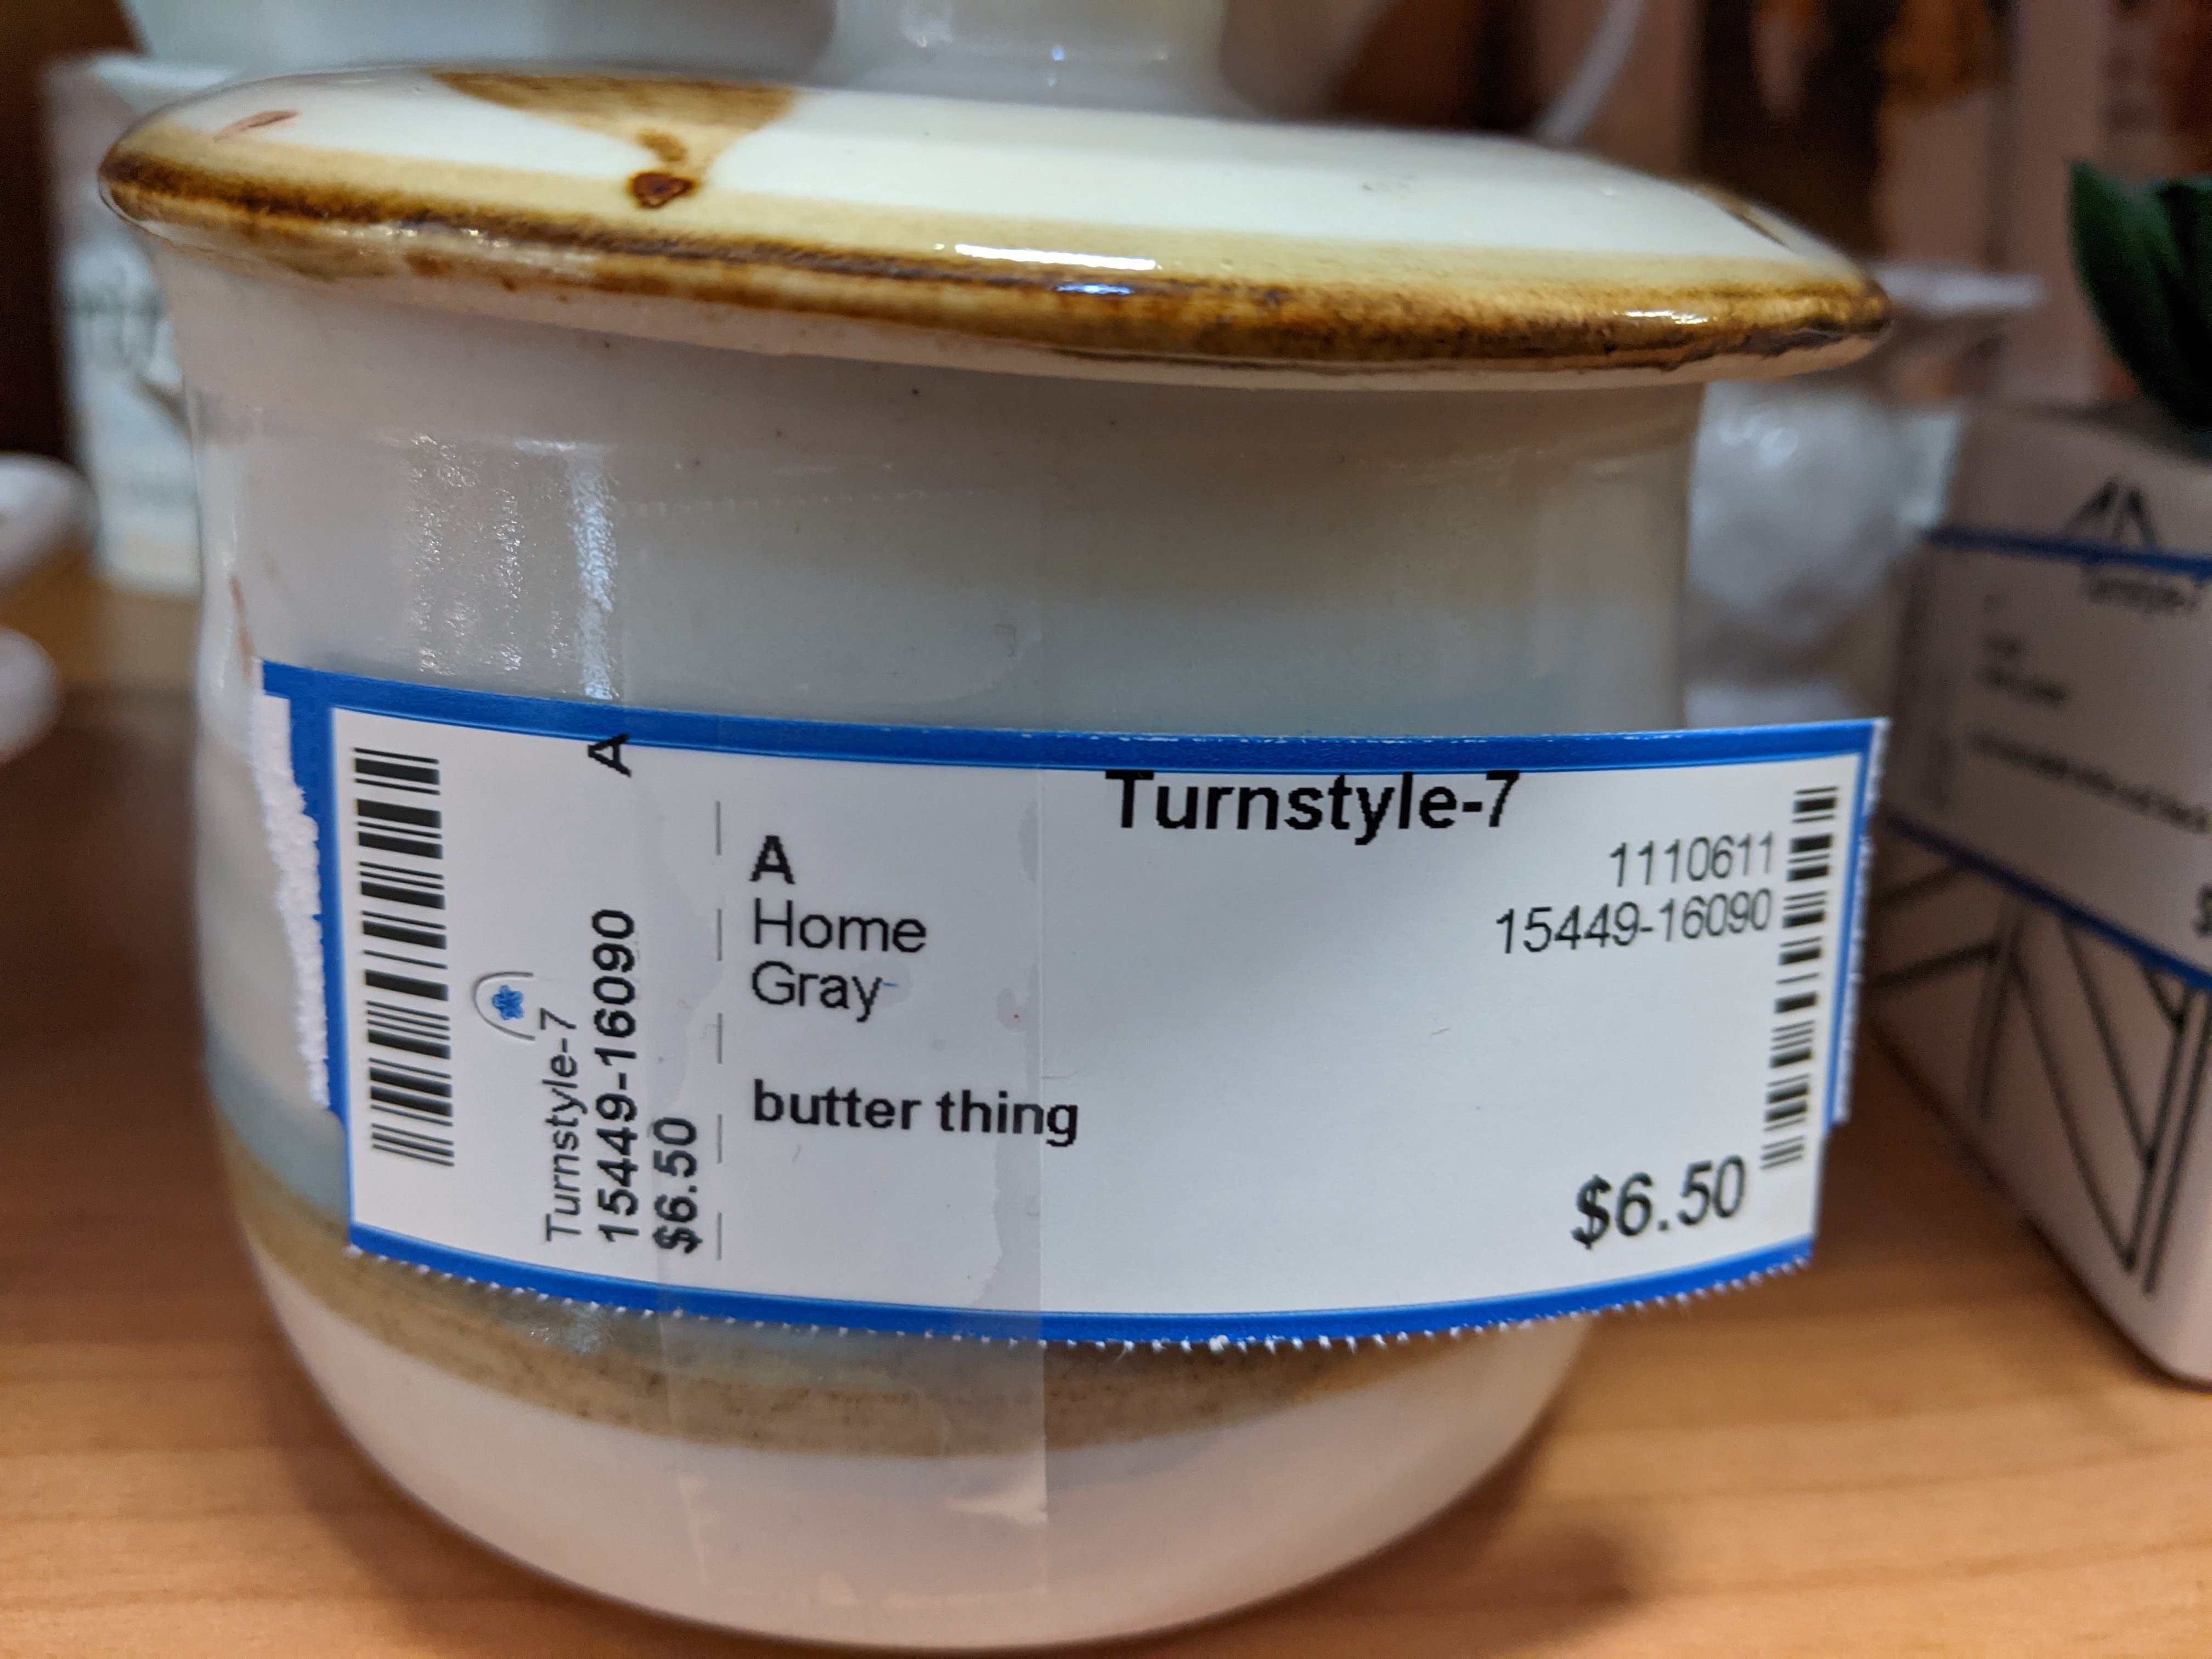 A
Turnstyle-7
15449-16090
$6.50
Turnstyle-7
A
1110611
Home
15449-16090
Gray
butter thing
$6.50